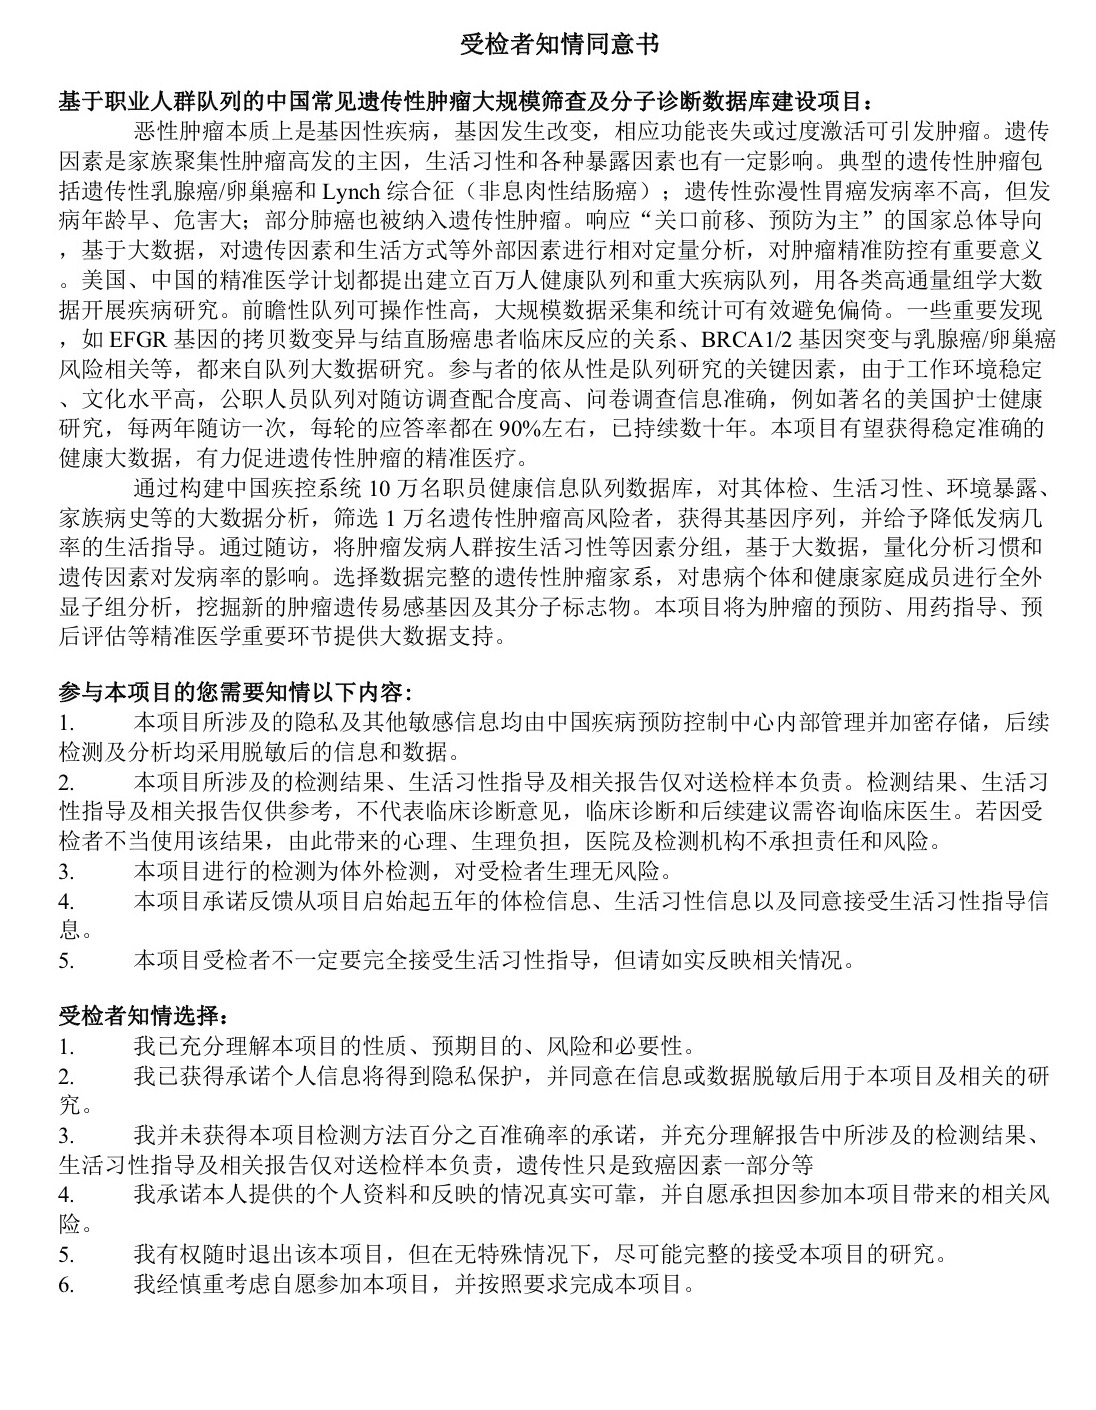 受检者知情同意书
基于职业人群队列的中国常见遗传性肿瘤大规模筛查及分子诊断数据库建设项目：
恶性肿瘤本质上是基因性疾病，基因发生改变，相应功能丧失或过度激活可引发肿瘤。遗传
因素是家族聚集性肿瘤高发的主因，生活习性和各种暴露因素也有一定影响。典型的遗传性肿瘤包
括遗传性乳腺癌/卵巢癌和 Lynch 综合征（非息肉性结肠癌）；遗传性弥漫性胃癌发病率不高，但发
病年龄早、危害大；部分肺癌也被纳入遗传性肿瘤。响应“关口前移、预防为主”的国家总体导向
，基于大数据，对遗传因素和生活方式等外部因素进行相对定量分析，对肿瘤精准防控有重要意义
。美国、中国的精准医学计划都提出建立百万人健康队列和重大疾病队列，用各类高通量组学大数
据开展疾病研究。前瞻性队列可操作性高，大规模数据采集和统计可有效避免偏倚。一些重要发现
，如 EFGR 基因的拷贝数变异与结直肠癌患者临床反应的关系、BRCA1/2 基因突变与乳腺癌/卵巢癌
风险相关等，都来自队列大数据研究。参与者的依从性是队列研究的关键因素，由于工作环境稳定
、文化水平高，公职人员队列对随访调查配合度高、问卷调查信息准确，例如著名的美国护士健康
研究，每两年随访一次，每轮的应答率都在 90%左右，已持续数十年。本项目有望获得稳定准确的
健康大数据，有力促进遗传性肿瘤的精准医疗。
通过构建中国疾控系统 10 万名职员健康信息队列数据库，对其体检、生活习性、环境暴露、
家族病史等的大数据分析，筛选 1 万名遗传性肿瘤高风险者，获得其基因序列，并给予降低发病几
率的生活指导。通过随访，将肿瘤发病人群按生活习性等因素分组，基于大数据，量化分析习惯和
遗传因素对发病率的影响。选择数据完整的遗传性肿瘤家系，对患病个体和健康家庭成员进行全外
显子组分析，挖掘新的肿瘤遗传易感基因及其分子标志物。本项目将为肿瘤的预防、用药指导、预
后评估等精准医学重要环节提供大数据支持。
参与本项目的您需要知情以下内容：
1. 本项目所涉及的隐私及其他敏感信息均由中国疾病预防控制中心内部管理并加密存储，后续
检测及分析均采用脱敏后的信息和数据。
2. 本项目所涉及的检测结果、生活习性指导及相关报告仅对送检样本负责。检测结果、生活习
性指导及相关报告仅供参考，不代表临床诊断意见，临床诊断和后续建议需咨询临床医生。若因受
检者不当使用该结果，由此带来的心理、生理负担，医院及检测机构不承担责任和风险。
3. 本项目进行的检测为体外检测，对受检者生理无风险。
4. 本项目承诺反馈从项目启始起五年的体检信息、生活习性信息以及同意接受生活习性指导信
息。
5. 本项目受检者不一定要完全接受生活习性指导，但请如实反映相关情况。
受检者知情选择：
1. 我已充分理解本项目的性质、预期目的、风险和必要性。
2. 我已获得承诺个人信息将得到隐私保护，并同意在信息或数据脱敏后用于本项目及相关的研
究。
3. 我并未获得本项目检测方法百分之百准确率的承诺，并充分理解报告中所涉及的检测结果、
生活习性指导及相关报告仅对送检样本负责，遗传性只是致癌因素一部分等
4. 我承诺本人提供的个人资料和反映的情况真实可靠，并自愿承担因参加本项目带来的相关风
险。
5. 我有权随时退出该本项目，但在无特殊情况下，尽可能完整的接受本项目的研究。
6. 我经慎重考虑自愿参加本项目，并按照要求完成本项目。